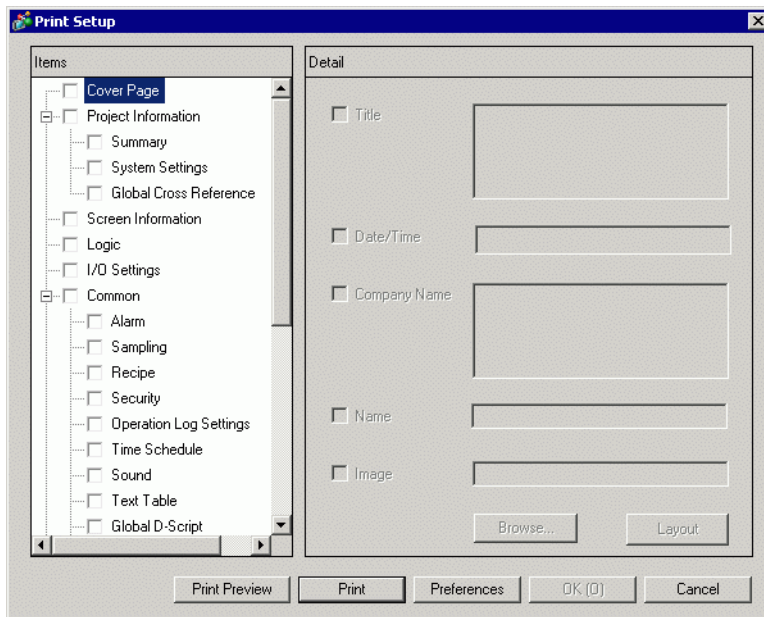 Print Setup
Items
Cover Page
Project Information
Summary
System Settings
Global Cross Reference
Screen Information
Logic
I/O Settings
Common
Alarm
Sampling
Recipe
Security
Operation Log Settings
Time Schedule
Sound
Text Table
Global D-Script
Detail
Title
Date/Time
Company Name
Name
Image
Browse...
Layout
Print Preview
Print
Preferences
OK (O)
Cancel